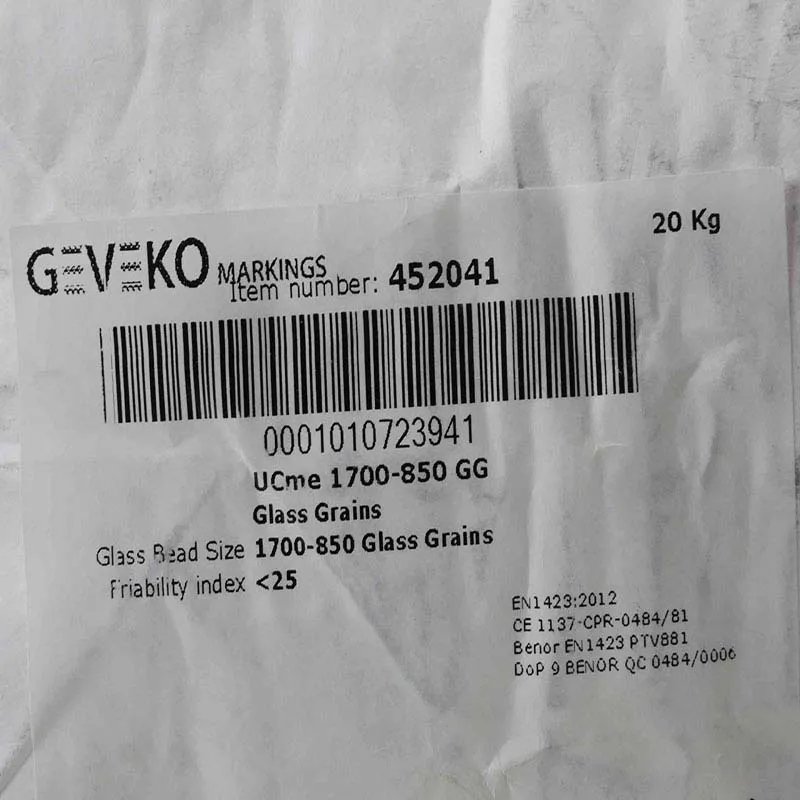 GEVEKO MARKINGS
20 Kg
Item number: 452041
0001010723941
UCme 1700-850 GG
Glass Grains
Glass Bead Size 1700-850 Glass Grains
Friability index <25
EN1423:2012
CE 1137-CPR-0484/81
Benor EN1423 PTV881
DoP 9 BENOR QC 0484/0006